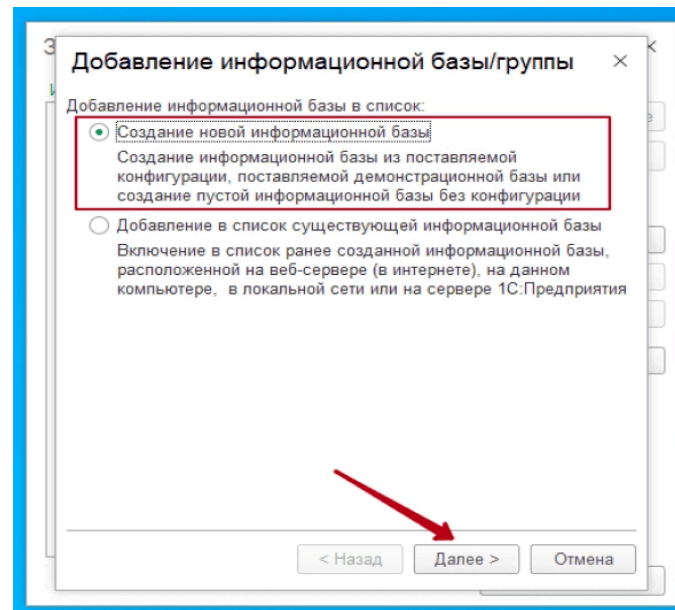 Добавление информационной базы/группы
Добавление информационной базы в список:
Создание новой информационной базы
Создание информационной базы из поставляемой
конфигурации, поставляемой демонстрационной базы или
создание пустой информационной базы без конфигурации
Добавление в список существующей информационной базы
Включение в список ранее созданной информационной базы,
расположенной на веб-сервере (в интернете), на данном
компьютере, в локальной сети или на сервере 1С:Предприятия
< Назад Далее > Отмена